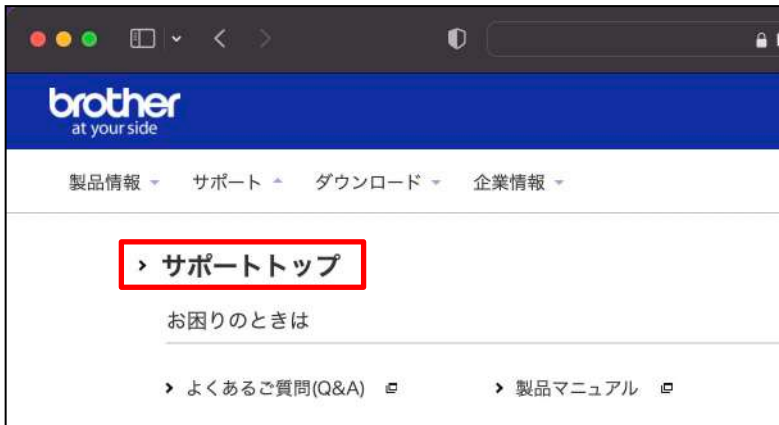 brother
at your side
製品情報 サポート ダウンロード 企業情報
サポートトップ
お困りのときは
よくあるご質問(Q&A) 製品マニュアル